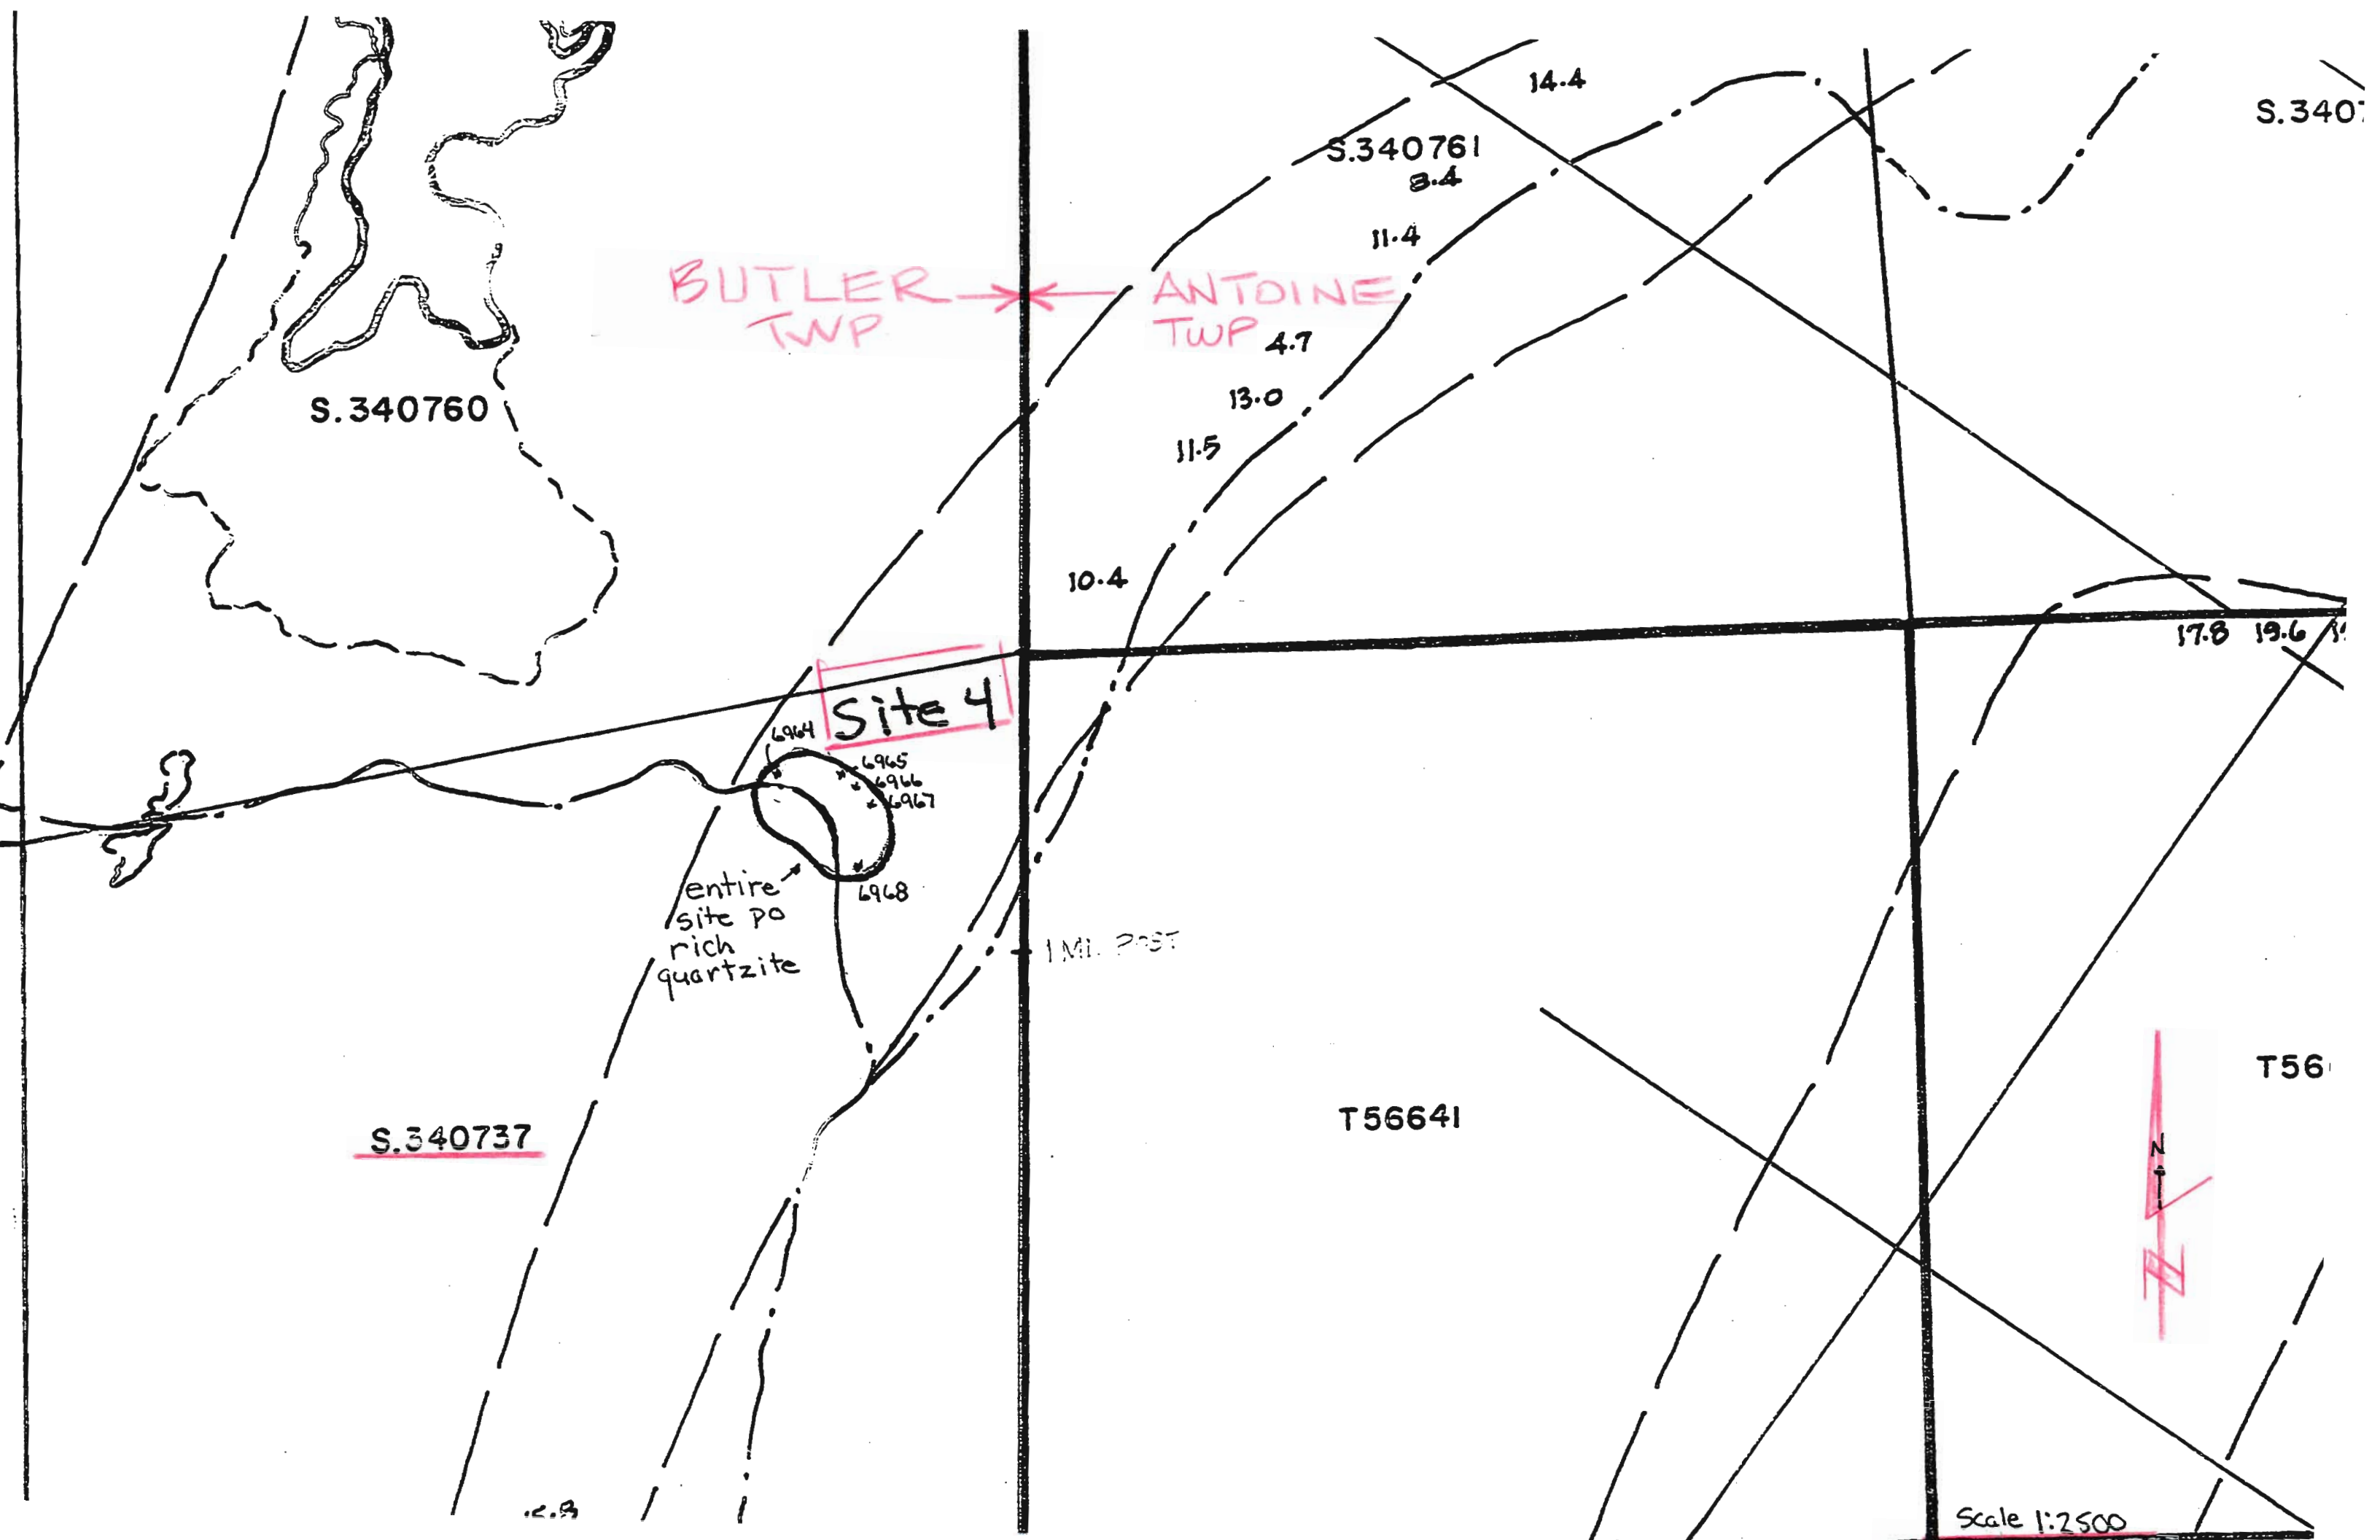 14.4
S.340761
8.4
11.4
BUTLER
TWP
ANTOINE
TWP
4.7
13.0
S.340760
11.5
10.4
17.8 19.6
Site 4
6964
6965
6966
6967
6968
entire
site po
rich
quartzite
1 MI. POST
T56641
S.340737
N
N
Scale 1:2500